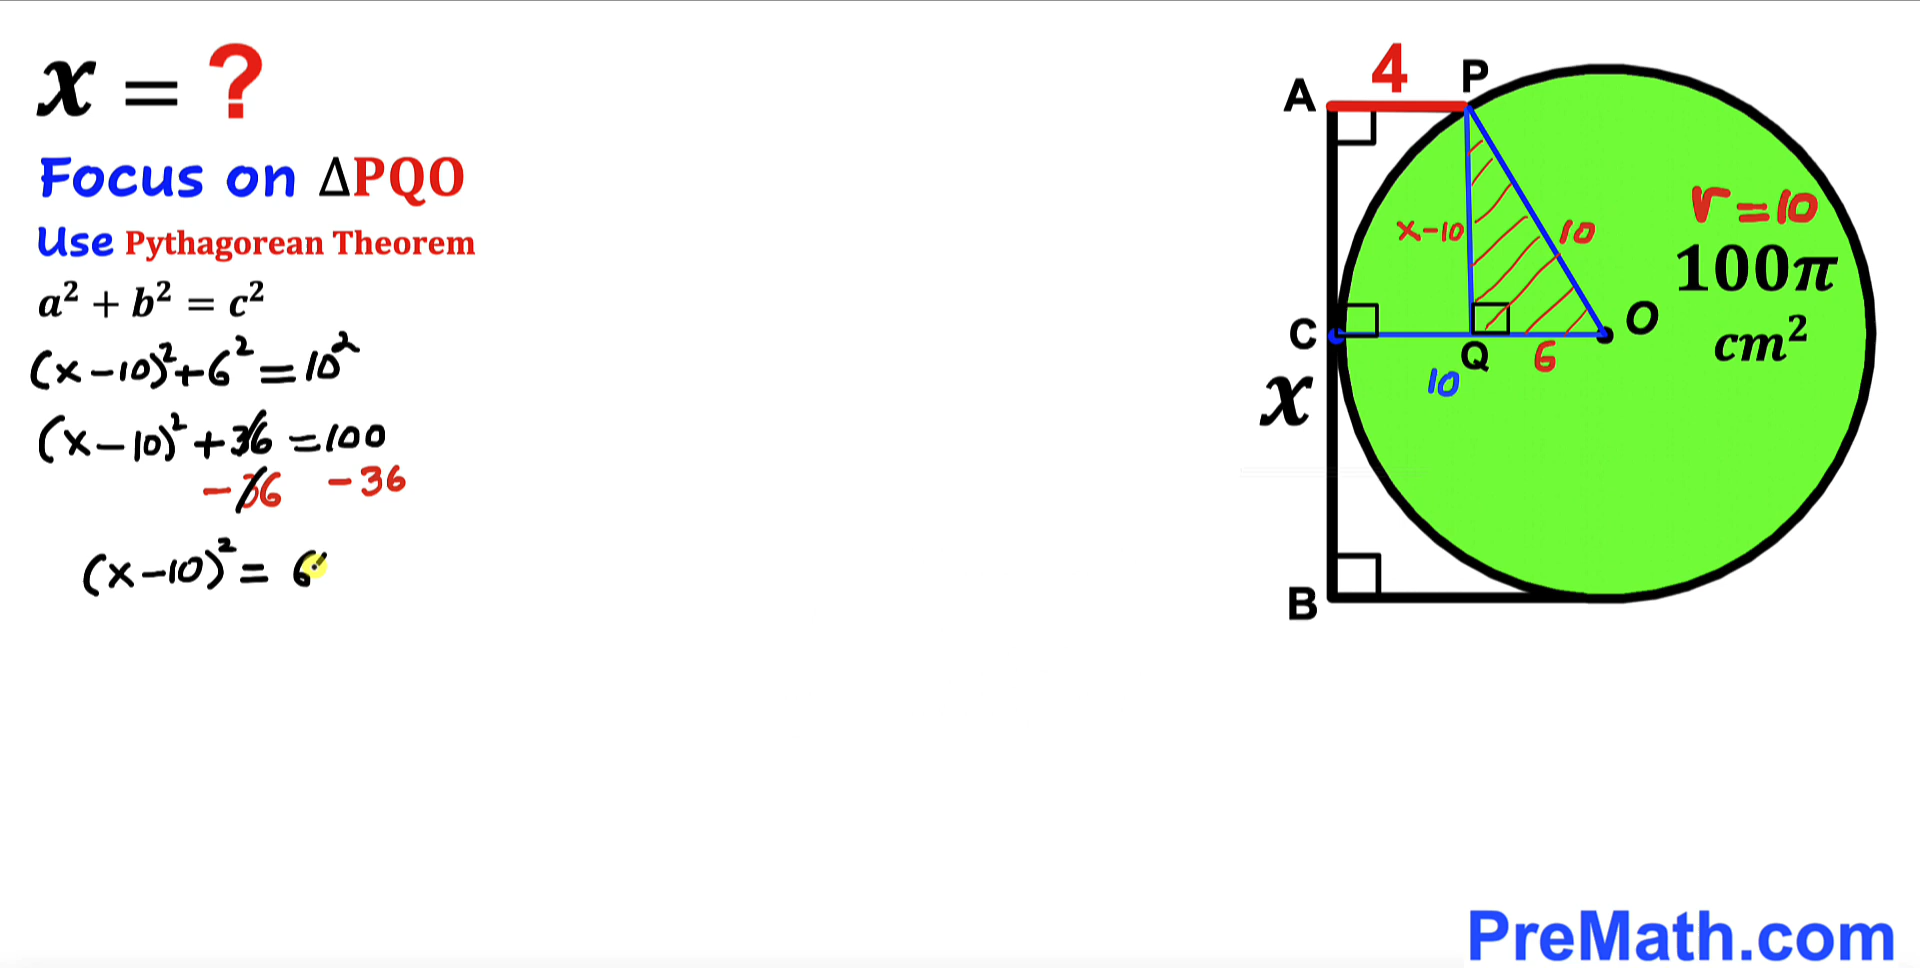 x = ?
Focus on ΔPQO
Use Pythagorean Theorem
a² + b² = c²
(x-10)²+6²=10²
(x-10)²+36=100
-36 -36
(x-10)²= 6
4
A
P
x-10
10
r=10
100π
cm²
C
Q
6
O
10
x
B
PreMath.com